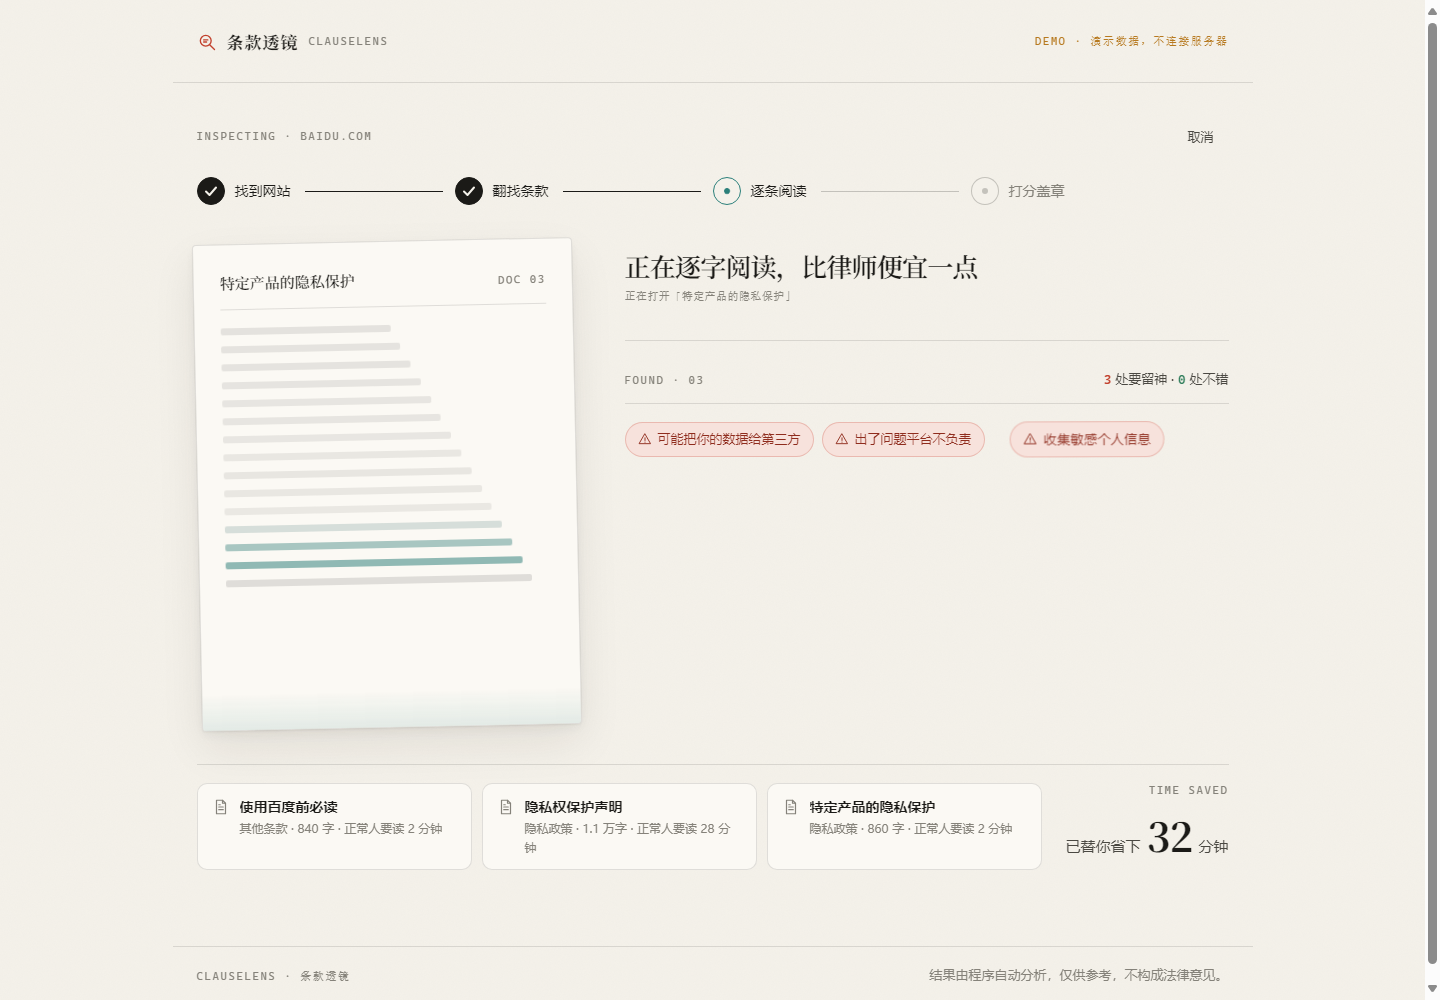 条款透镜 CLAUSELENS
DEMO · 演示数据，不连接服务器
INSPECTING · BAIDU.COM
取消
找到网站
翻找条款
逐条阅读
打分盖章
特定产品的隐私保护
DOC 03
正在逐字阅读，比律师便宜一点
正在打开「特定产品的隐私保护」
FOUND · 03
3 处要留神 · 0 处不错
可能把你的数据给第三方
出了问题平台不负责
收集敏感个人信息
使用百度前必读
其他条款 · 840 字 · 正常人要读 2 分钟
隐私权保护声明
隐私政策 · 1.1 万字 · 正常人要读 28 分
钟
特定产品的隐私保护
隐私政策 · 860 字 · 正常人要读 2 分钟
TIME SAVED
已替你省下 32 分钟
CLAUSELENS · 条款透镜
结果由程序自动分析，仅供参考，不构成法律意见。